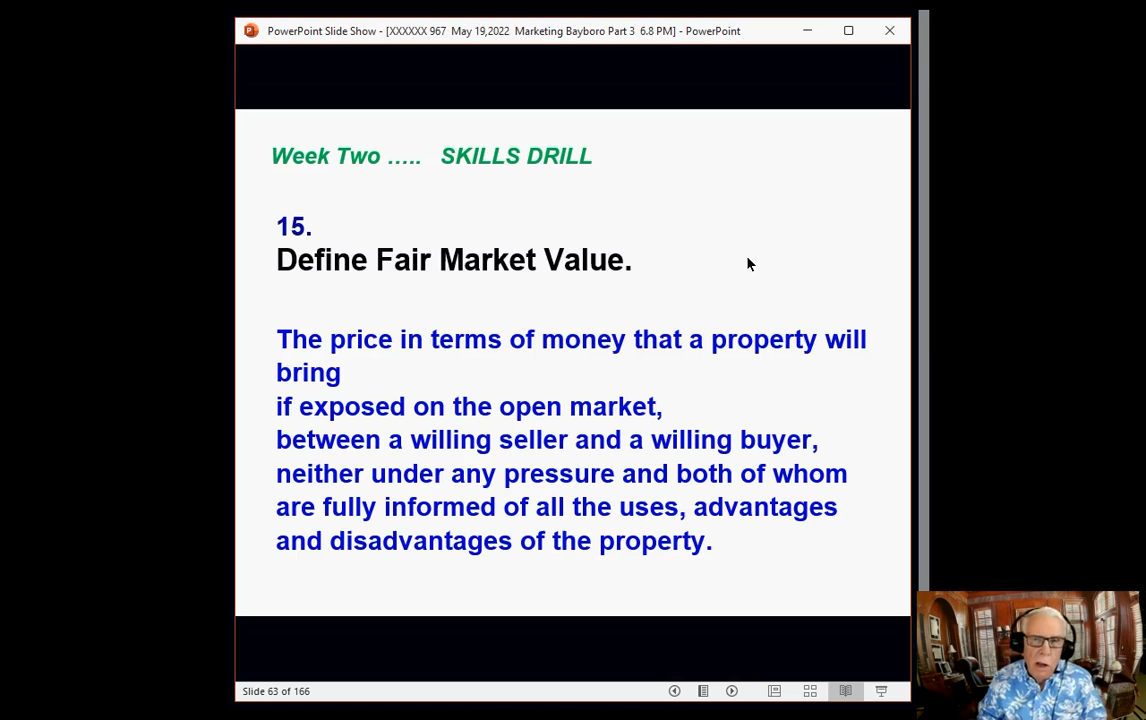 PowerPoint Slide Show - [XXXXXX 967 May 19,2022 Marketing Bayboro Part 3 6.8 PM] - PowerPoint
Week Two ..... SKILLS DRILL
15.
Define Fair Market Value.
The price in terms of money that a property will
bring
if exposed on the open market,
between a willing seller and a willing buyer,
neither under any pressure and both of whom
are fully informed of all the uses, advantages
and disadvantages of the property.
Slide 63 of 166